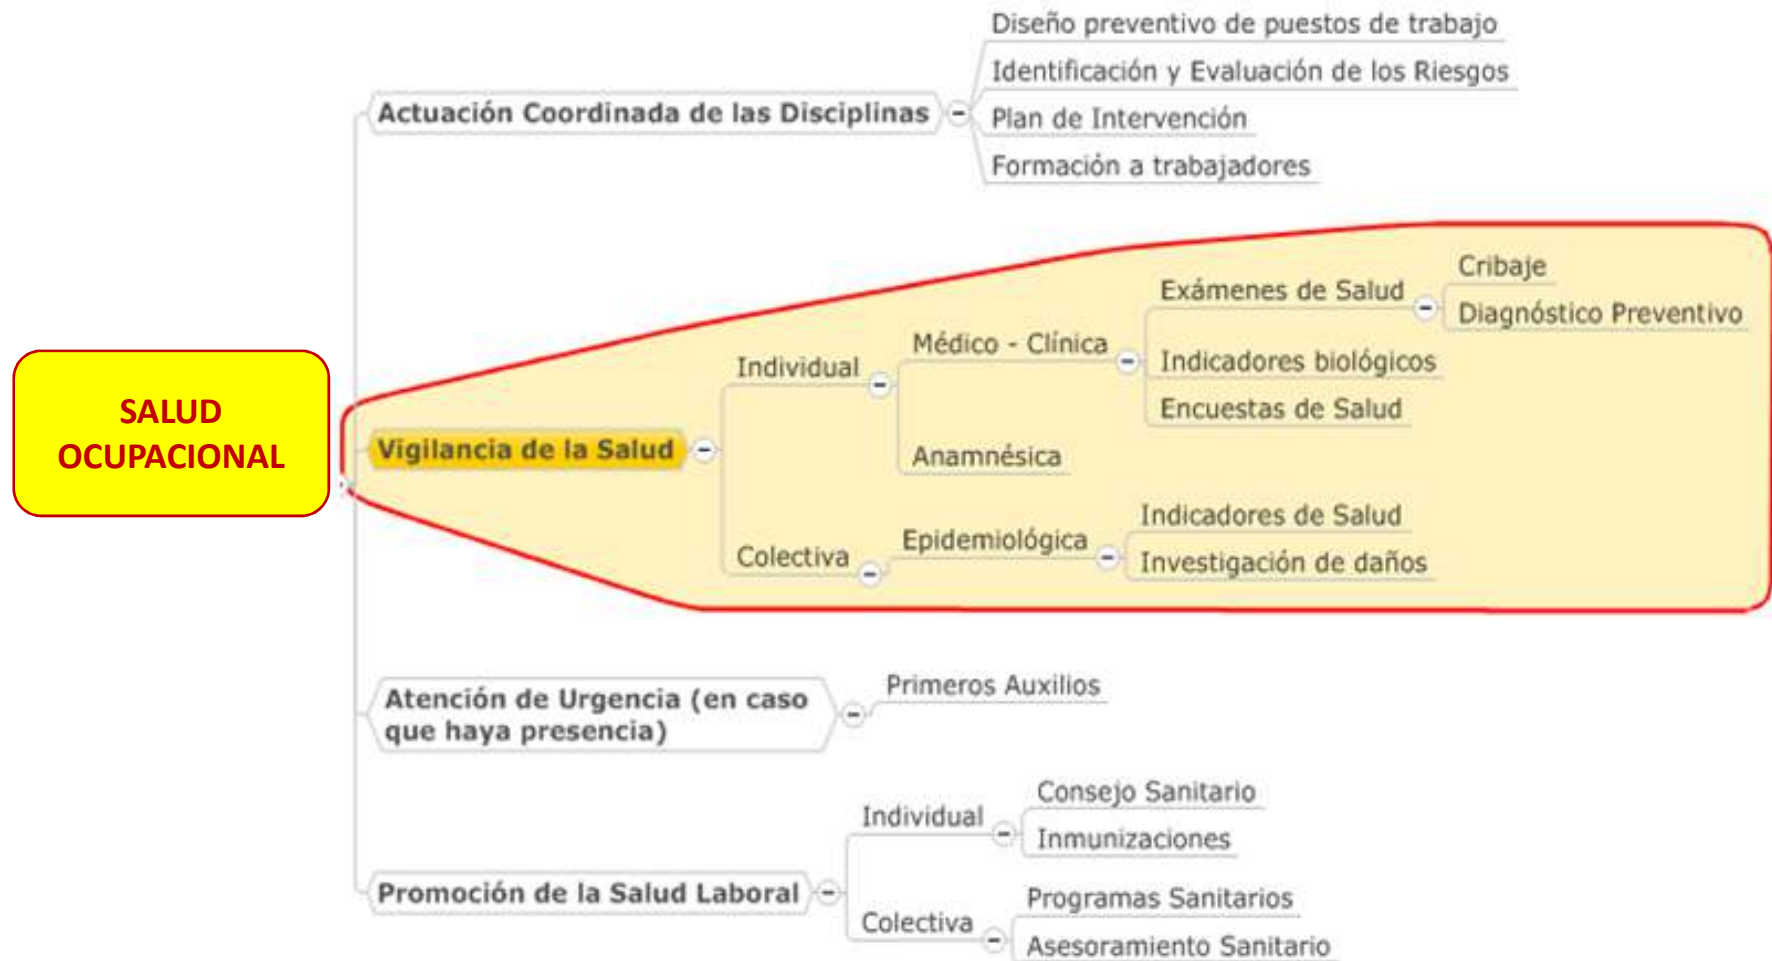 SALUD
OCUPACIONAL
Actuación Coordinada de las Disciplinas
Diseño preventivo de puestos de trabajo
Identificación y Evaluación de los Riesgos
Plan de Intervención
Formación a trabajadores
Vigilancia de la Salud
Individual
Médico - Clínica
Exámenes de Salud
Cribaje
Diagnóstico Preventivo
Indicadores biológicos
Encuestas de Salud
Anamnésica
Colectiva
Epidemiológica
Indicadores de Salud
Investigación de daños
Atención de Urgencia (en caso
que haya presencia)
Primeros Auxilios
Promoción de la Salud Laboral
Individual
Consejo Sanitario
Inmunizaciones
Colectiva
Programas Sanitarios
Asesoramiento Sanitario